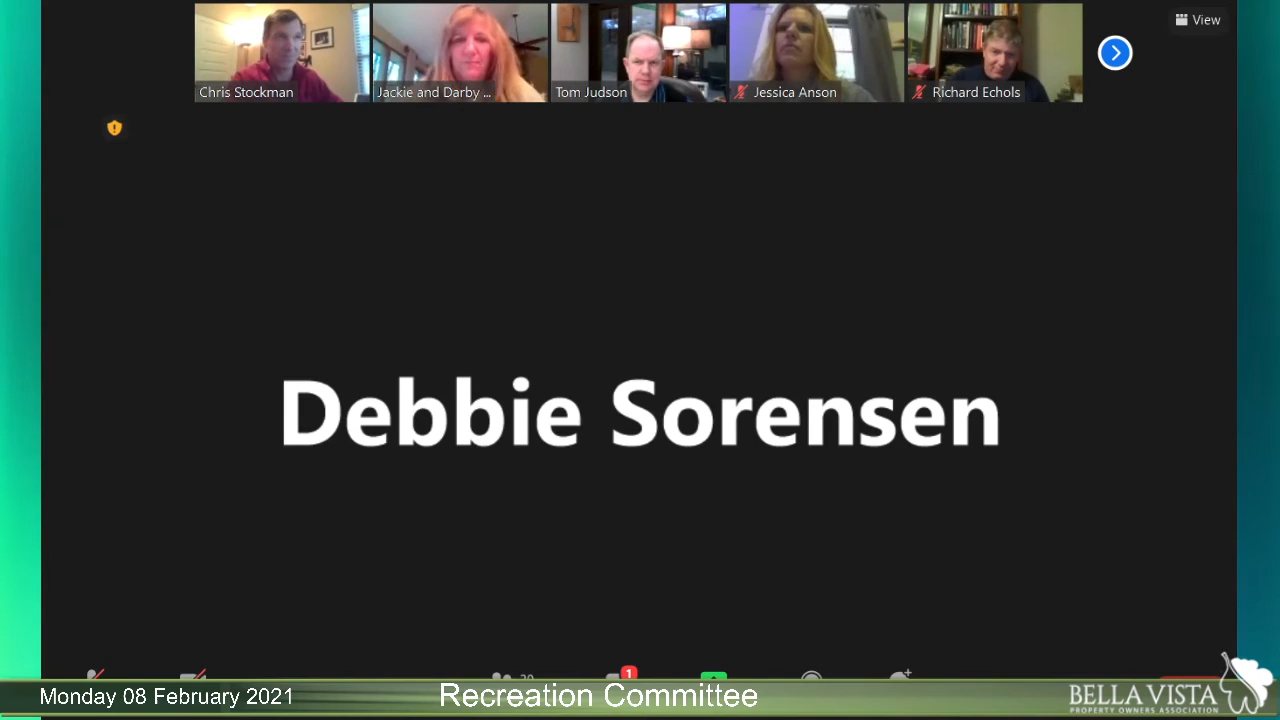 View
Chris Stockman
Jackie and Darby ...
Tom Judson
Jessica Anson
Richard Echols
Debbie Sorensen
1
Monday 08 February 2021
Recreation Committee
BELLA VISTA
PROPERTY OWNERS ASSOCIATION